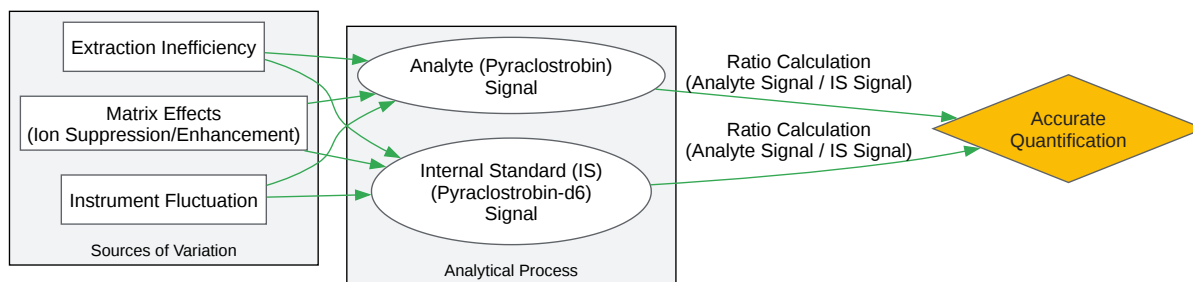 Extraction Inefficiency
Matrix Effects
(Ion Suppression/Enhancement)
Instrument Fluctuation
Sources of Variation
Analyte (Pyraclostrobin)
Signal
Internal Standard (IS)
(Pyraclostrobin-d6)
Signal
Analytical Process
Ratio Calculation
(Analyte Signal / IS Signal)
Ratio Calculation
(Analyte Signal / IS Signal)
Accurate
Quantification